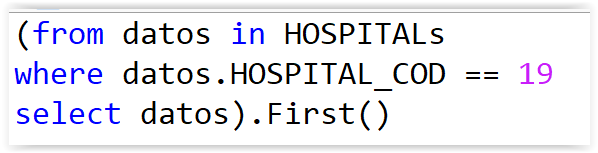 (from datos in HOSPITALs
where datos.HOSPITAL_COD == 19
select datos).First()